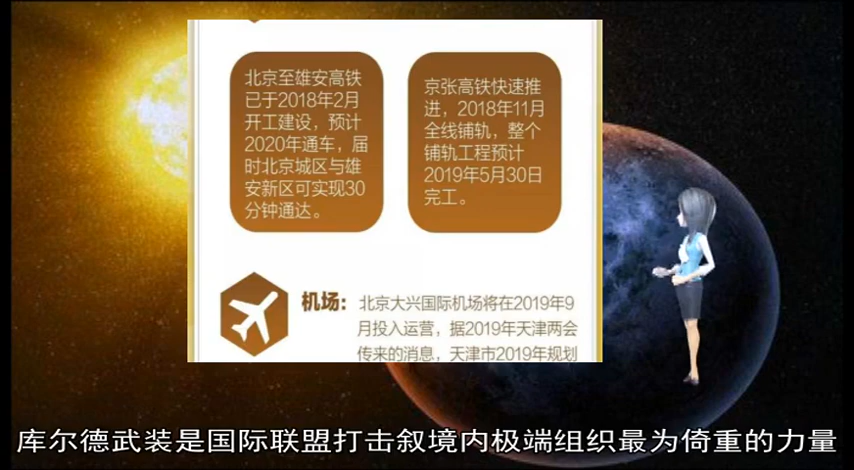 北京至雄安高铁
已于2018年2月
开工建设，预计
2020年通车，届
时北京城区与雄
安新区可实现30
分钟通达。
京张高铁快速推
进，2018年11月
全线铺轨，整个
铺轨工程预计
2019年5月30日
完工。
机场：北京大兴国际机场将在2019年9
月投入运营，据2019年天津两会
传来的消息，天津市2019年规划
库尔德武装是国际联盟打击叙境内极端组织最为倚重的力量